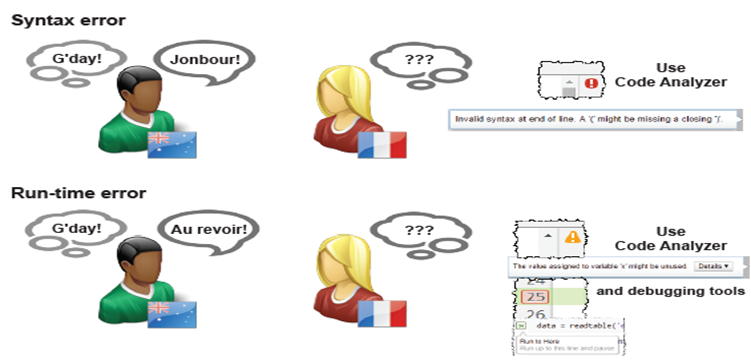 Syntax error
G'day!
Jonbour!
???
Use
Code Analyzer
Invalid syntax at end of line. A '(' might be missing a closing ')'.
Run-time error
G'day!
Au revoir!
???
Use
Code Analyzer
The value assigned to variable 'x' might be unused.
Details ▾
and debugging tools
24
25
26
data = readtable('
Run to Here
Run up to this line and pause